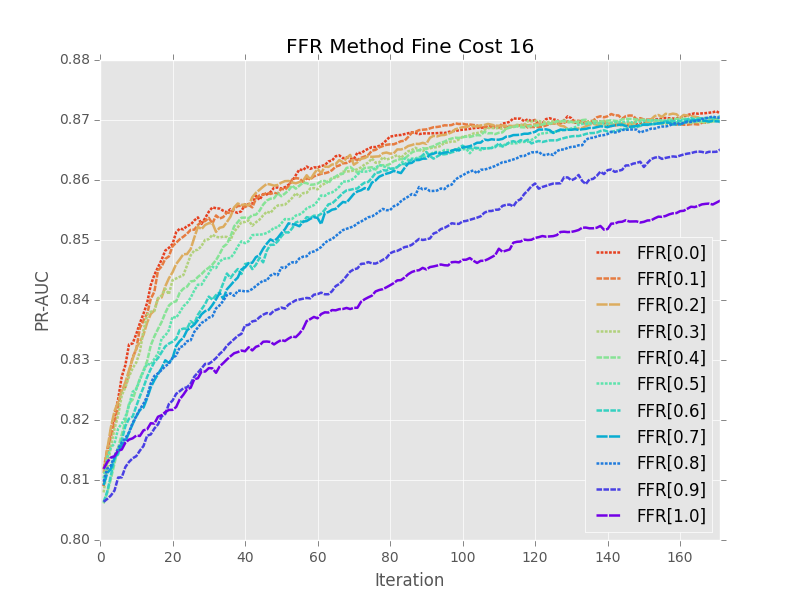 FFR Method Fine Cost 16
0.88
0.87
0.86
0.85
0.84
0.83
0.82
0.81
0.80
PR-AUC
0 20 40 60 80 100 120 140 160
Iteration
FFR[0.0]
FFR[0.1]
FFR[0.2]
FFR[0.3]
FFR[0.4]
FFR[0.5]
FFR[0.6]
FFR[0.7]
FFR[0.8]
FFR[0.9]
FFR[1.0]